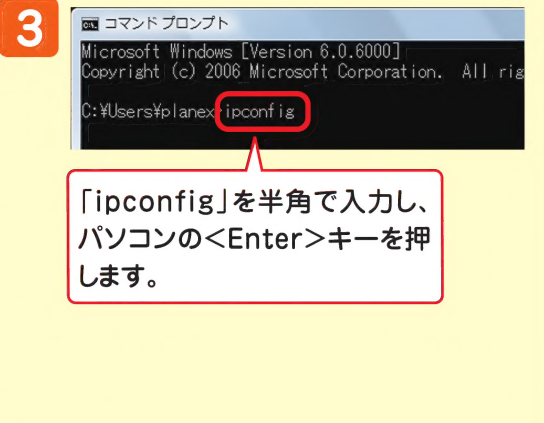 3
コマンド プロンプト
Microsoft Windows [Version 6.0.6000]
Copyright (c) 2006 Microsoft Corporation. All rig
C:¥Users¥planex>ipconfig
「ipconfig」を半角で入力し、
パソコンの<Enter>キーを押
します。